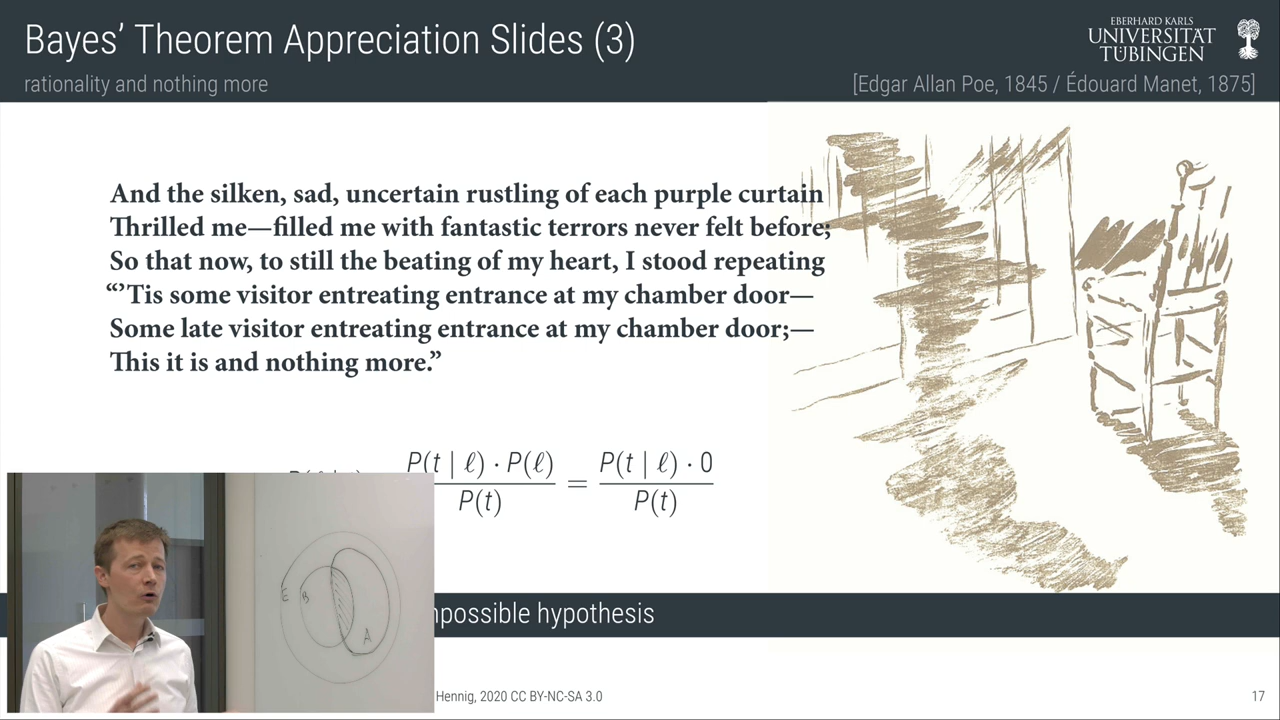 Bayes’ Theorem Appreciation Slides (3)
rationality and nothing more
EBERHARD KARLS
UNIVERSITÄT
TÜBINGEN
[Edgar Allan Poe, 1845 / Édouard Manet, 1875]
And the silken, sad, uncertain rustling of each purple curtain
Thrilled me—filled me with fantastic terrors never felt before;
So that now, to still the beating of my heart, I stood repeating
“’Tis some visitor entreating entrance at my chamber door—
Some late visitor entreating entrance at my chamber door;—
This it is and nothing more.”
P(t | ℓ) · P(ℓ) / P(t) = P(t | ℓ) · 0 / P(t)
E B A
hypothesis
Hennig, 2020 CC BY-NC-SA 3.0
17